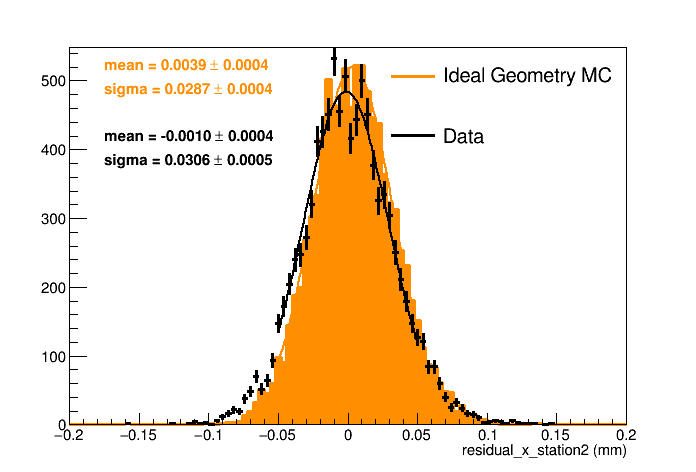 mean = 0.0039 ± 0.0004
sigma = 0.0287 ± 0.0004
mean = -0.0010 ± 0.0004
sigma = 0.0306 ± 0.0005
Ideal Geometry MC
Data
500
400
300
200
100
0
−0.2 −0.15 −0.1 −0.05 0 0.05 0.1 0.15 0.2
residual_x_station2 (mm)